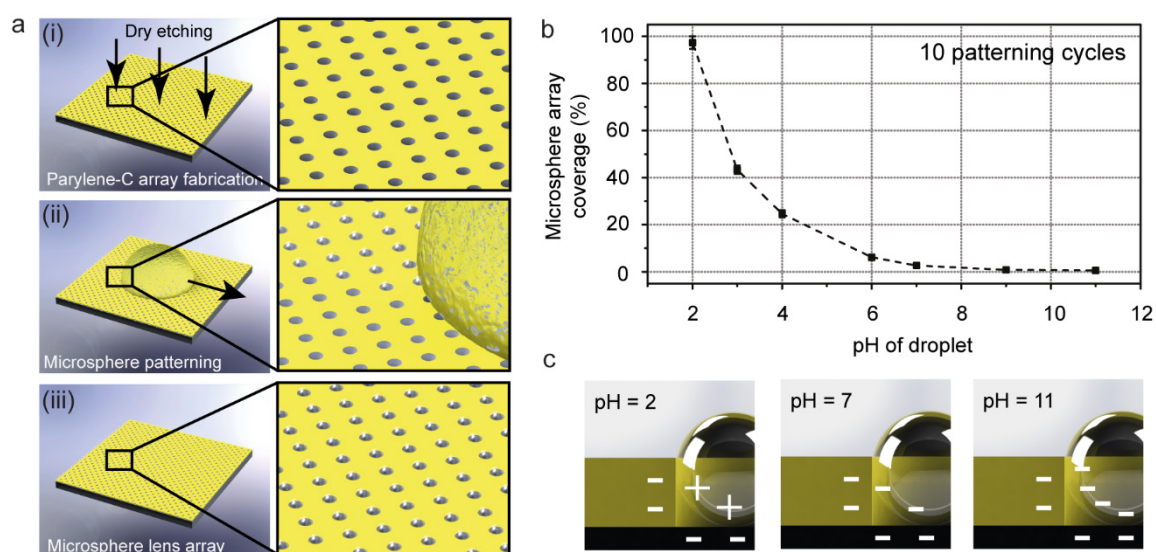 a
(i)
Dry etching
Parylene-C array fabrication
(ii)
Microsphere patterning
(iii)
Microsphere lens array
b
10 patterning cycles
Microsphere array
coverage (%)
100
80
60
40
20
0
2
4
6
8
10
12
pH of droplet
c
pH = 2
pH = 7
pH = 11